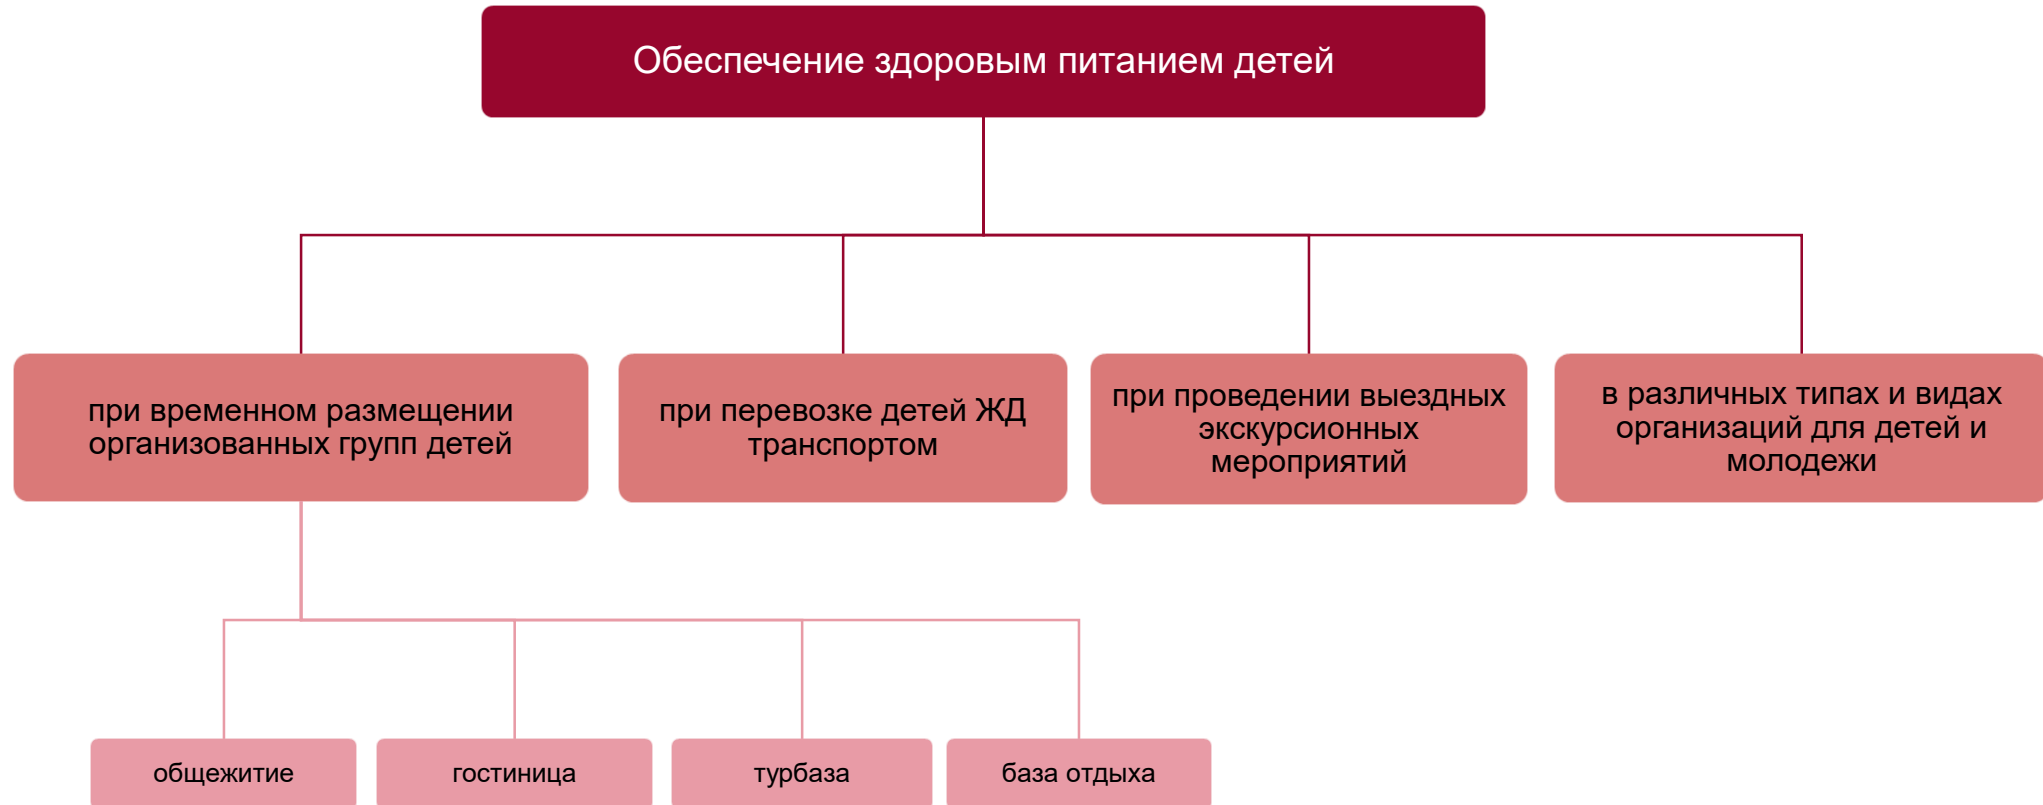 Обеспечение здоровым питанием детей
при временном размещении
организованных групп детей
при перевозке детей ЖД
транспортом
при проведении выездных
экскурсионных
мероприятий
в различных типах и видах
организаций для детей и
молодежи
общежитие
гостиница
турбаза
база отдыха